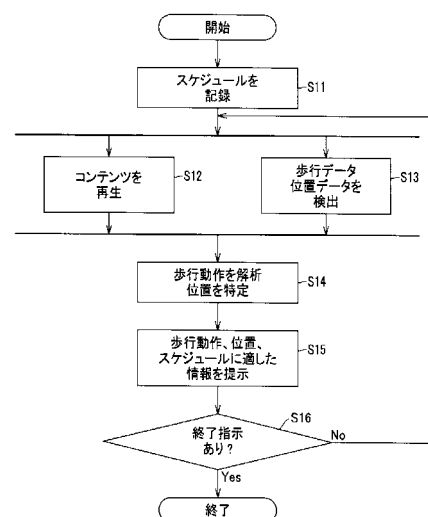 開始
スケジュールを
記録
S11
コンテンツを
再生
S12
歩行データ
位置データを
検出
S13
歩行動作を解析
位置を特定
S14
歩行動作、位置、
スケジュールに適した
情報を提示
S15
終了指示
あり?
S16
No
Yes
終了